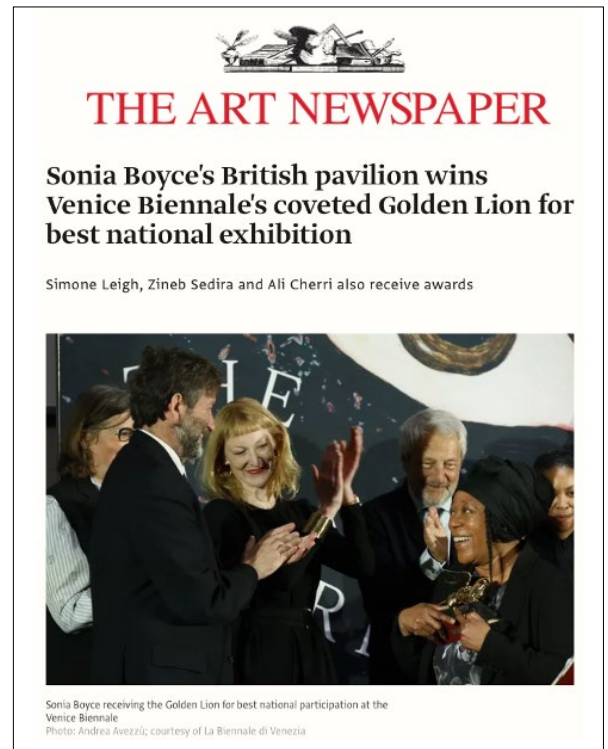 THE ART NEWSPAPER
Sonia Boyce's British pavilion wins
Venice Biennale's coveted Golden Lion for
best national exhibition
Simone Leigh, Zineb Sedira and Ali Cherri also receive awards
THE
RA
Sonia Boyce receiving the Golden Lion for best national participation at the
Venice Biennale
Photo: Andrea Avezzù; courtesy of La Biennale di Venezia